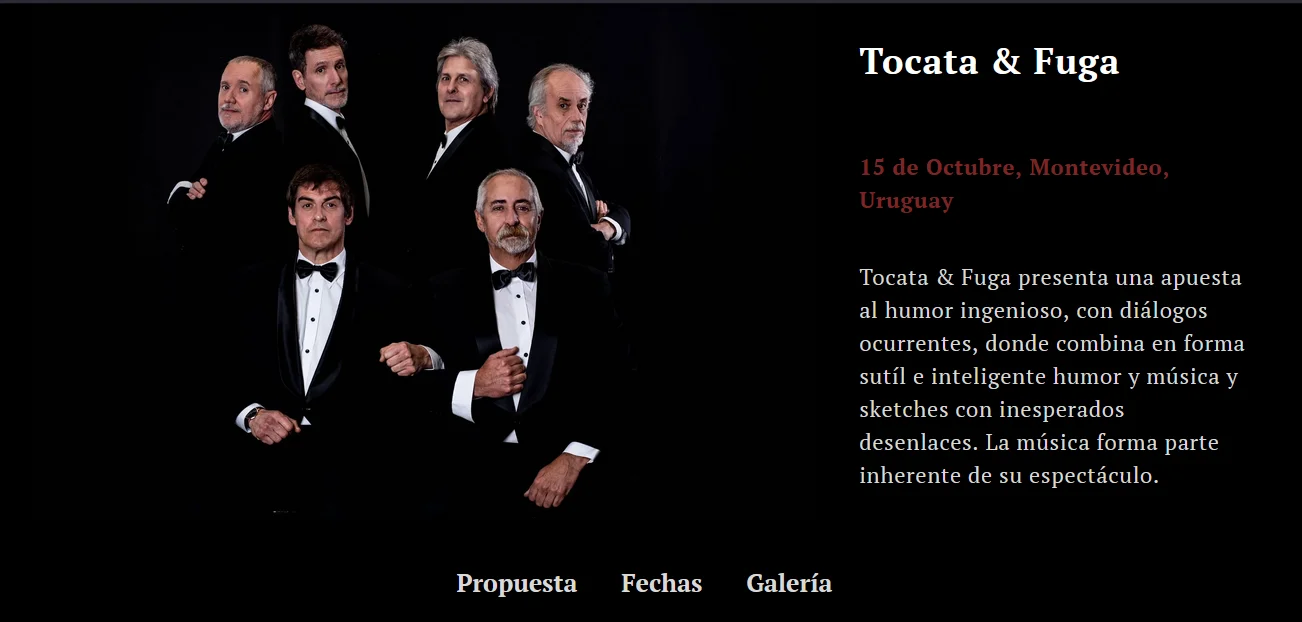 Tocata & Fuga
15 de Octubre, Montevideo,
Uruguay
Tocata & Fuga presenta una apuesta
al humor ingenioso, con diálogos
ocurrentes, donde combina en forma
sutíl e inteligente humor y música y
sketches con inesperados
desenlaces. La música forma parte
inherente de su espectáculo.
Propuesta Fechas Galería